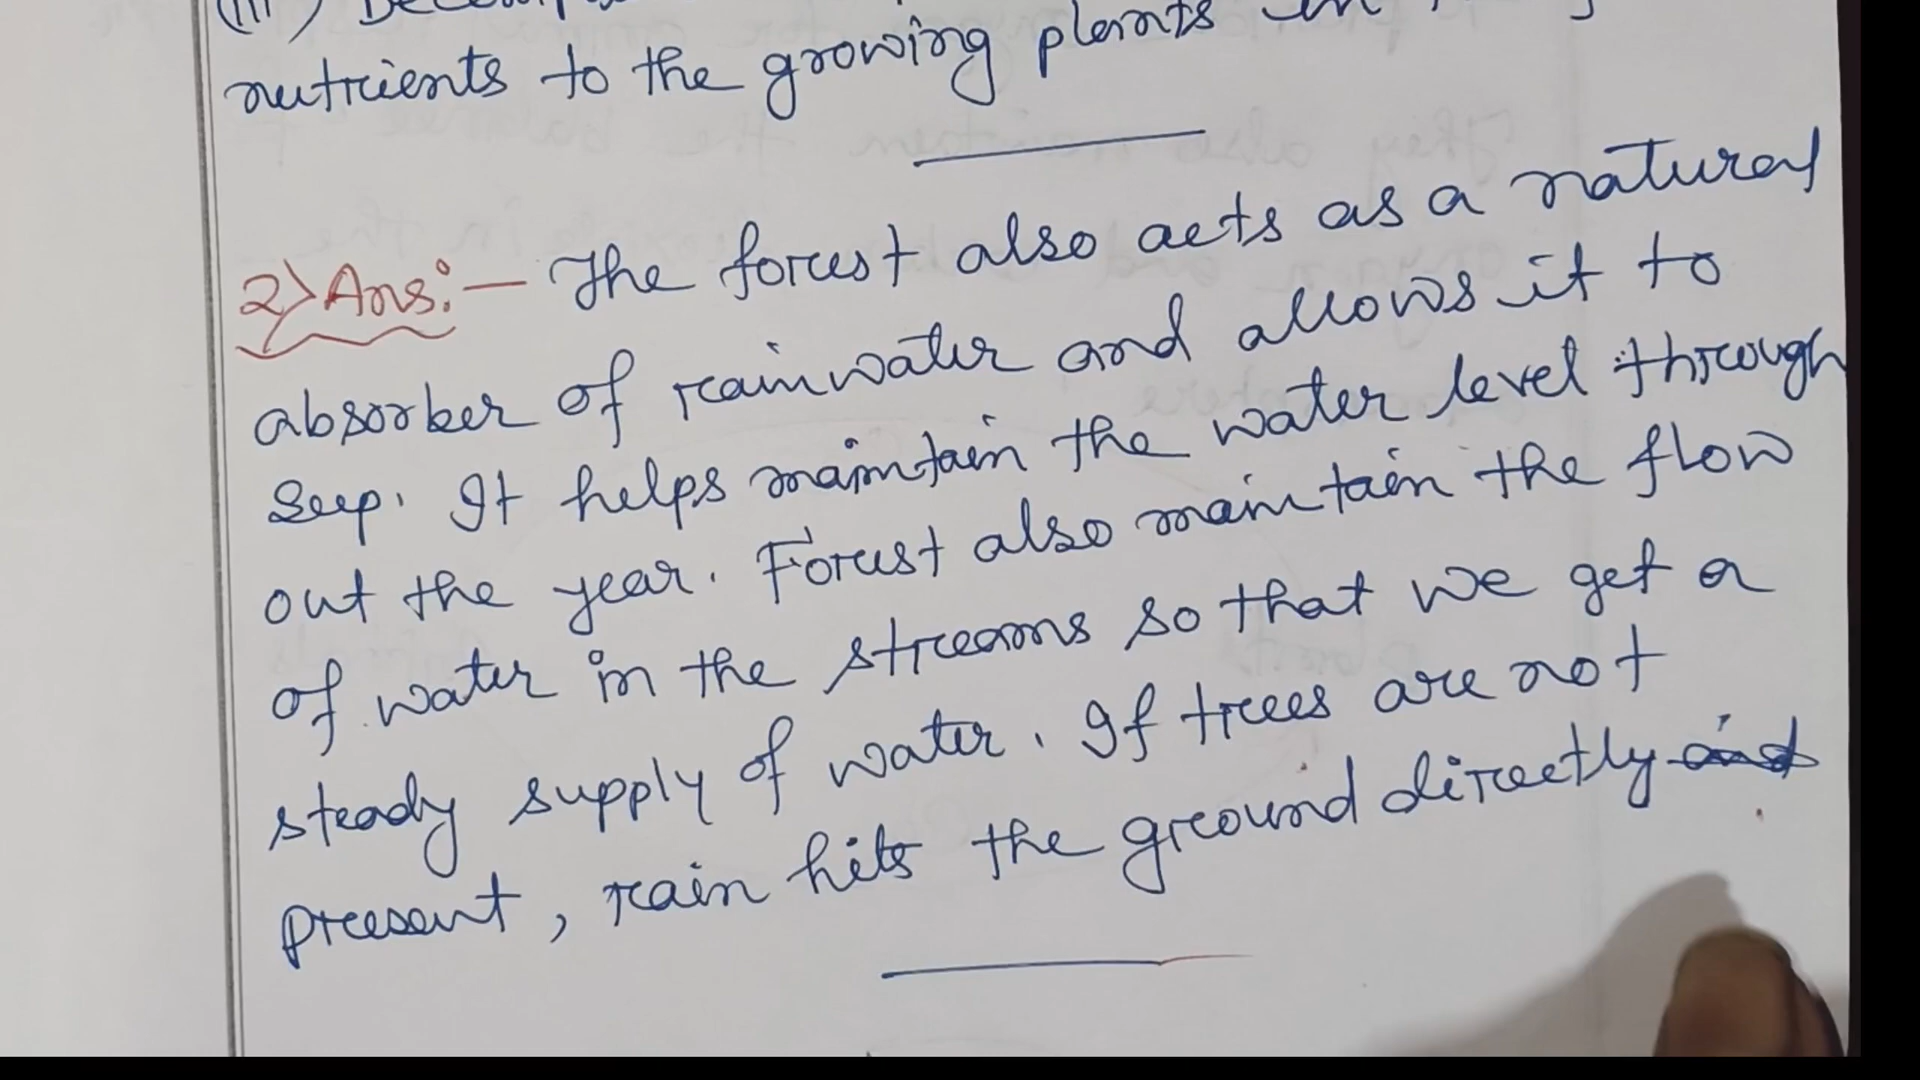 (iii)
nutrients to the growing plants in
2) Ans:- The forest also acts as a natural
absorber of rainwater and allows it to
seep. It helps maintain the water level through
out the year. Forest also maintain the flow
of water in the streams so that we get a
steady supply of water. If trees are not
present, rain hits the ground directly